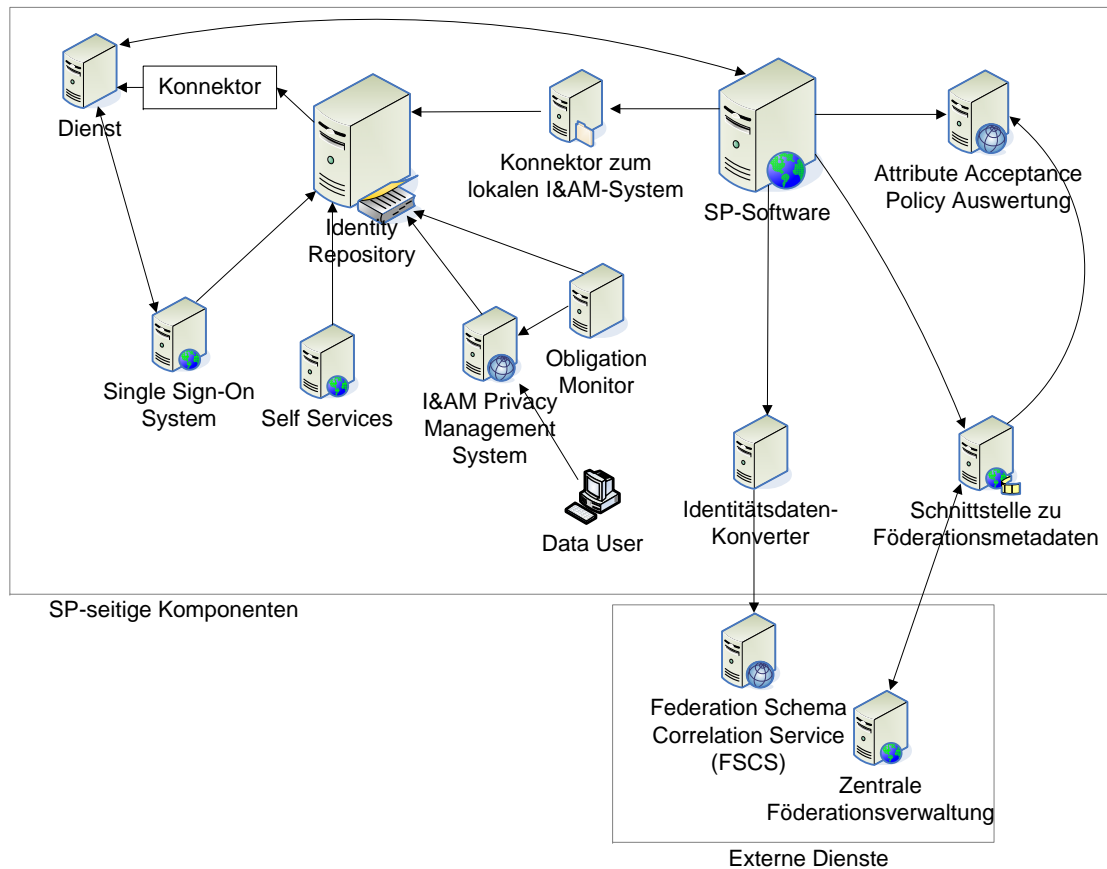 Dienst
Konnektor
Identity
Repository
Konnektor zum
lokalen I&AM-System
SP-Software
Attribute Acceptance
Policy Auswertung
Single Sign-On
System
Self Services
I&AM Privacy
Management
System
Obligation
Monitor
Data User
Identitätsdaten-
Konverter
Schnittstelle zu
Föderationsmetadaten
SP-seitige Komponenten
Federation Schema
Correlation Service
(FSCS)
Zentrale
Föderationsverwaltung
Externe Dienste